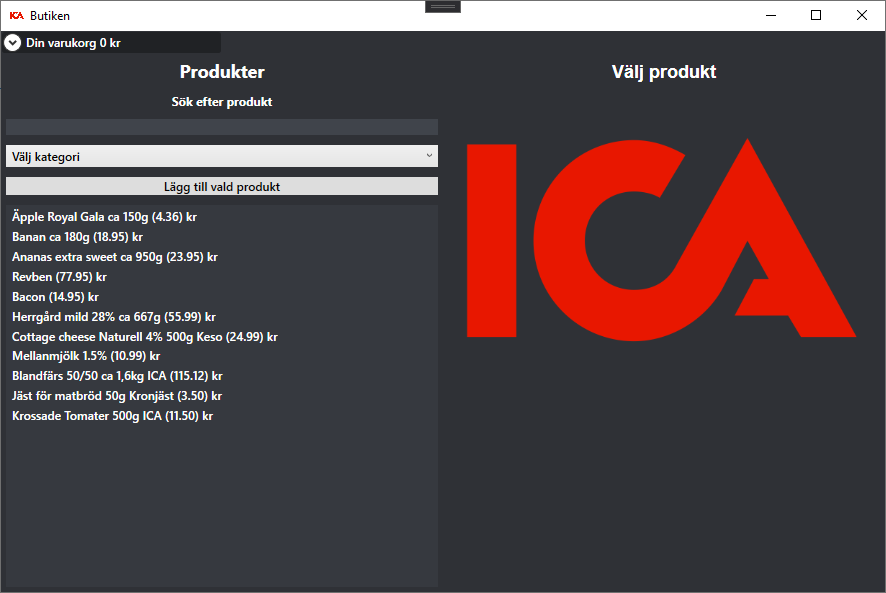 ICA Butiken
Din varukorg 0 kr
Produkter
Sök efter produkt
Välj kategori
Lägg till vald produkt
Äpple Royal Gala ca 150g (4.36) kr
Banan ca 180g (18.95) kr
Ananas extra sweet ca 950g (23.95) kr
Revben (77.95) kr
Bacon (14.95) kr
Herrgård mild 28% ca 667g (55.99) kr
Cottage cheese Naturell 4% 500g Keso (24.99) kr
Mellanmjölk 1.5% (10.99) kr
Blandfärs 50/50 ca 1,6kg ICA (115.12) kr
Jäst för matbröd 50g Kronjäst (3.50) kr
Krossade Tomater 500g ICA (11.50) kr
Välj produkt
ICA